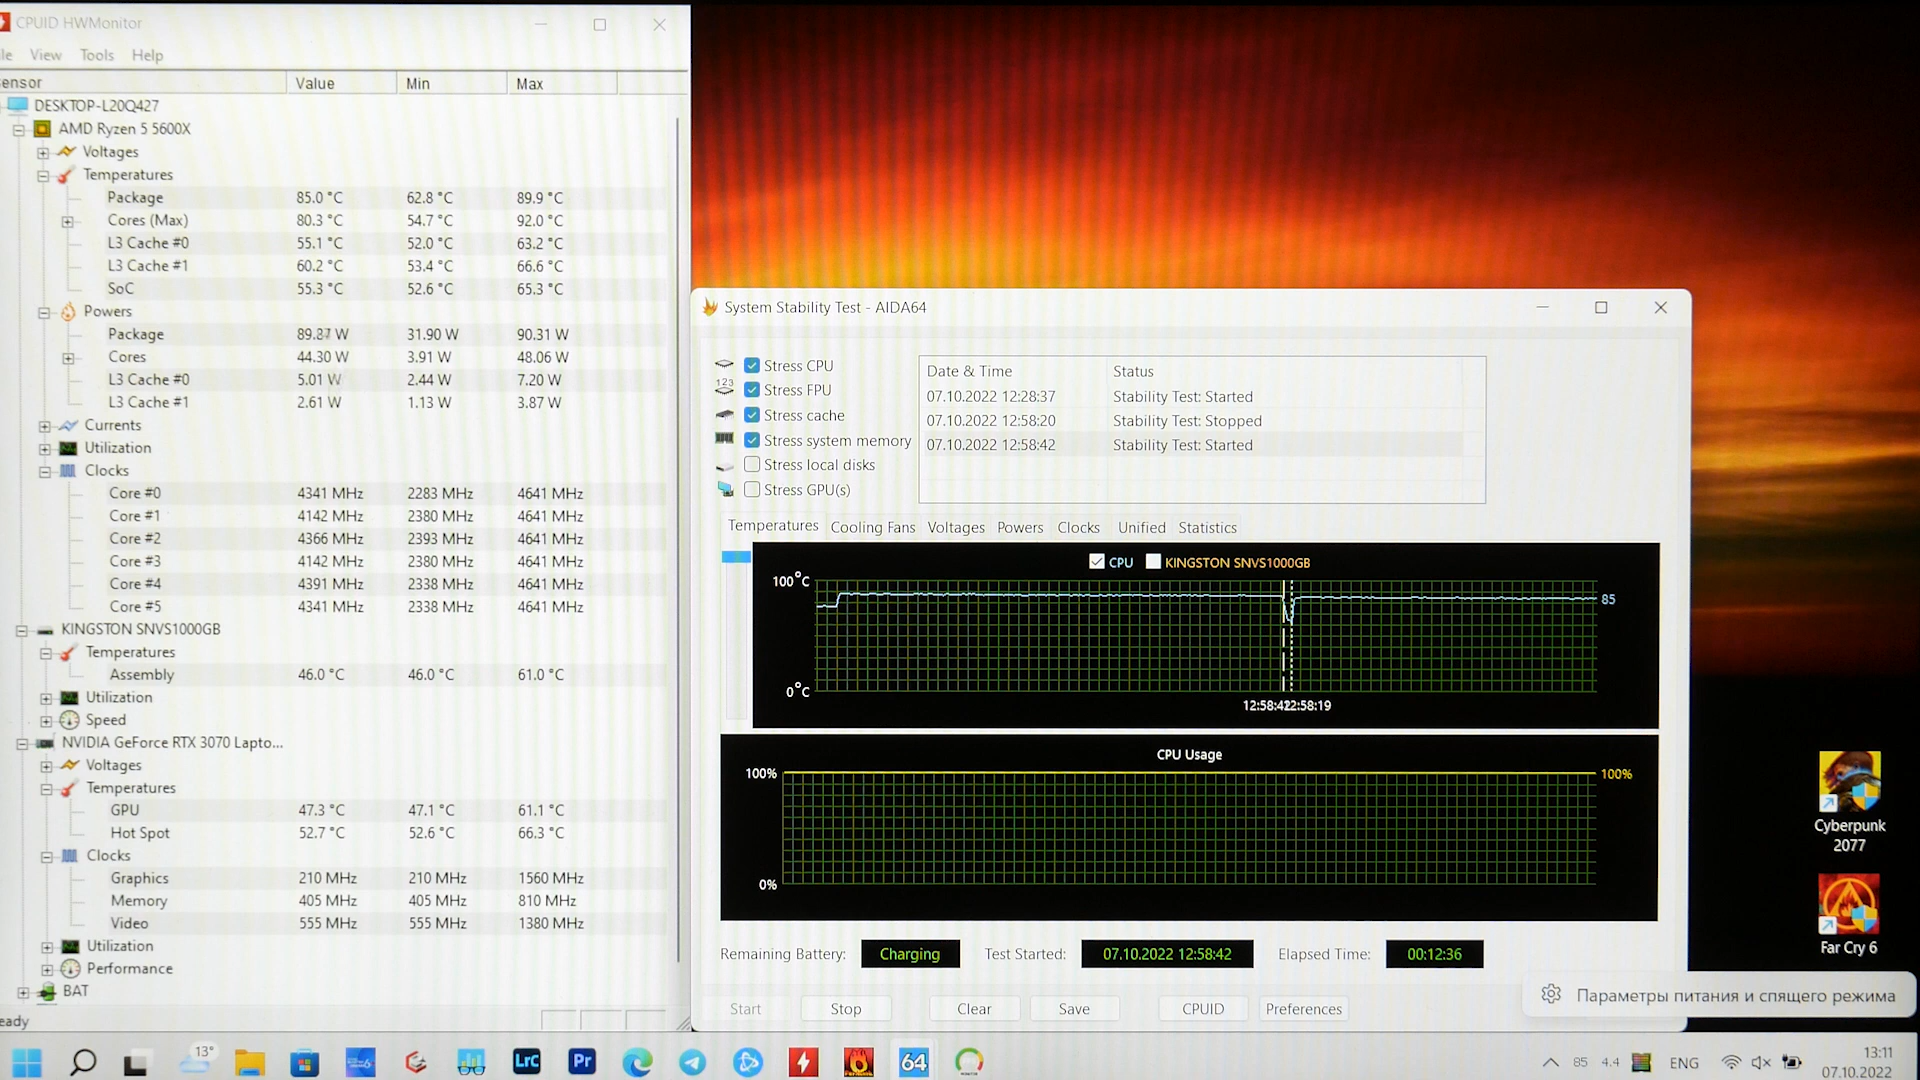 CPUID HWMonitor
le View Tools Help
ensor Value Min Max
DESKTOP-L20Q427
AMD Ryzen 5 5600X
Voltages
Temperatures
Package 85.0 °C 62.8 °C 89.9 °C
Cores (Max) 80.3 °C 54.7 °C 92.0 °C
L3 Cache #0 55.1 °C 52.0 °C 63.2 °C
L3 Cache #1 60.2 °C 53.4 °C 66.6 °C
SoC 55.3 °C 52.6 °C 65.3 °C
Powers
Package 89.87 W 31.90 W 90.31 W
Cores 44.30 W 3.91 W 48.06 W
L3 Cache #0 5.01 W 2.44 W 7.20 W
L3 Cache #1 2.61 W 1.13 W 3.87 W
Currents
Utilization
Clocks
Core #0 4341 MHz 2283 MHz 4641 MHz
Core #1 4142 MHz 2380 MHz 4641 MHz
Core #2 4366 MHz 2393 MHz 4641 MHz
Core #3 4142 MHz 2380 MHz 4641 MHz
Core #4 4391 MHz 2338 MHz 4641 MHz
Core #5 4341 MHz 2338 MHz 4641 MHz
KINGSTON SNVS1000GB
Temperatures
Assembly 46.0 °C 46.0 °C 61.0 °C
Utilization
Speed
NVIDIA GeForce RTX 3070 Lapto...
Voltages
Temperatures
GPU 47.3 °C 47.1 °C 61.1 °C
Hot Spot 52.7 °C 52.6 °C 66.3 °C
Clocks
Graphics 210 MHz 210 MHz 1560 MHz
Memory 405 MHz 405 MHz 810 MHz
Video 555 MHz 555 MHz 1380 MHz
Utilization
Performance
BAT
eady
System Stability Test - AIDA64
Stress CPU
123
Stress FPU
Stress cache
Stress system memory
Stress local disks
Stress GPU(s)
Date & Time Status
07.10.2022 12:28:37 Stability Test: Started
07.10.2022 12:58:20 Stability Test: Stopped
07.10.2022 12:58:42 Stability Test: Started
Temperatures Cooling Fans Voltages Powers Clocks Unified Statistics
CPU KINGSTON SNVS1000GB
100°C
85
0°C
12:58:42 12:58:19
CPU Usage
100% 100%
0%
Remaining Battery: Charging Test Started: 07.10.2022 12:58:42 Elapsed Time: 00:12:36
Start Stop Clear Save CPUID Preferences
Cyberpunk
2077
Far Cry 6
Параметры питания и спящего режима
13°
LrC
Pr
64
85 4.4 ENG
13:11
07.10.2022